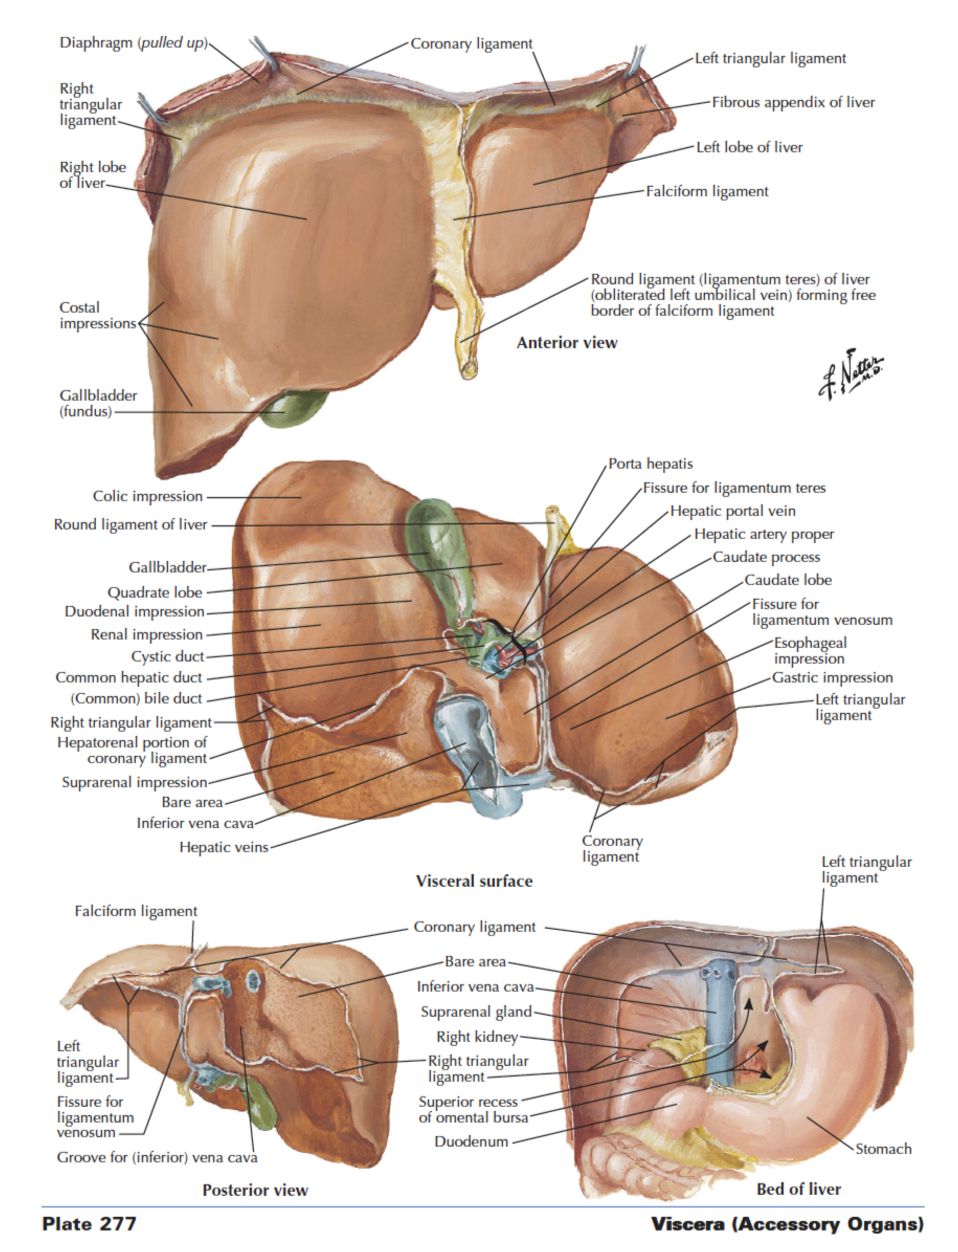 Diaphragm (pulled up)
Coronary ligament
Left triangular ligament
Right
triangular
ligament
Fibrous appendix of liver
Left lobe of liver
Right lobe
of liver
Falciform ligament
Round ligament (ligamentum teres) of liver
(obliterated left umbilical vein) forming free
border of falciform ligament
Costal
impressions
Anterior view
F. Netter
M.D.
Gallbladder
(fundus)
Porta hepatis
Colic impression
Fissure for ligamentum teres
Round ligament of liver
Hepatic portal vein
Hepatic artery proper
Gallbladder
Caudate process
Quadrate lobe
Caudate lobe
Duodenal impression
Fissure for
ligamentum venosum
Renal impression
Esophageal
impression
Cystic duct
Common hepatic duct
Gastric impression
(Common) bile duct
Left triangular
ligament
Right triangular ligament
Hepatorenal portion of
coronary ligament
Suprarenal impression
Bare area
Inferior vena cava
Hepatic veins
Coronary
ligament
Visceral surface
Left triangular
ligament
Falciform ligament
Coronary ligament
Bare area
Inferior vena cava
Suprarenal gland
Right kidney
Left
triangular
ligament
Right triangular
ligament
Fissure for
ligamentum
venosum
Superior recess
of omental bursa
Duodenum
Stomach
Groove for (inferior) vena cava
Posterior view
Bed of liver
Plate 277
Viscera (Accessory Organs)